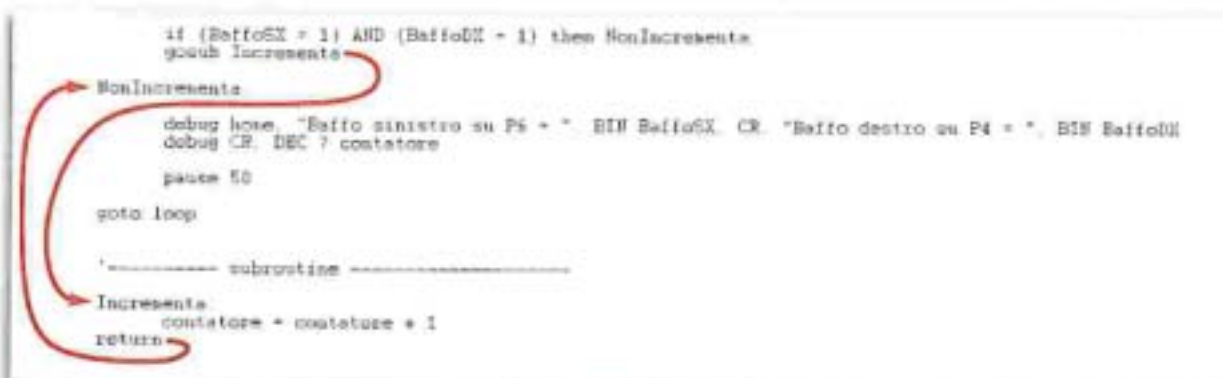 if (BaffoSX = 1) AND (BaffoDX = 1) then NonIncrementa
gosub Incrementa
NonIncrementa
debug home, "Baffo sinistro su P6 = ", BIN BaffoSX, CR, "Baffo destro su P4 = ", BIN BaffoDX
debug CR, DEC ? contatore
pause 50
goto loop
'---------- subroutine ----------------------
Incrementa
contatore = contatore + 1
return